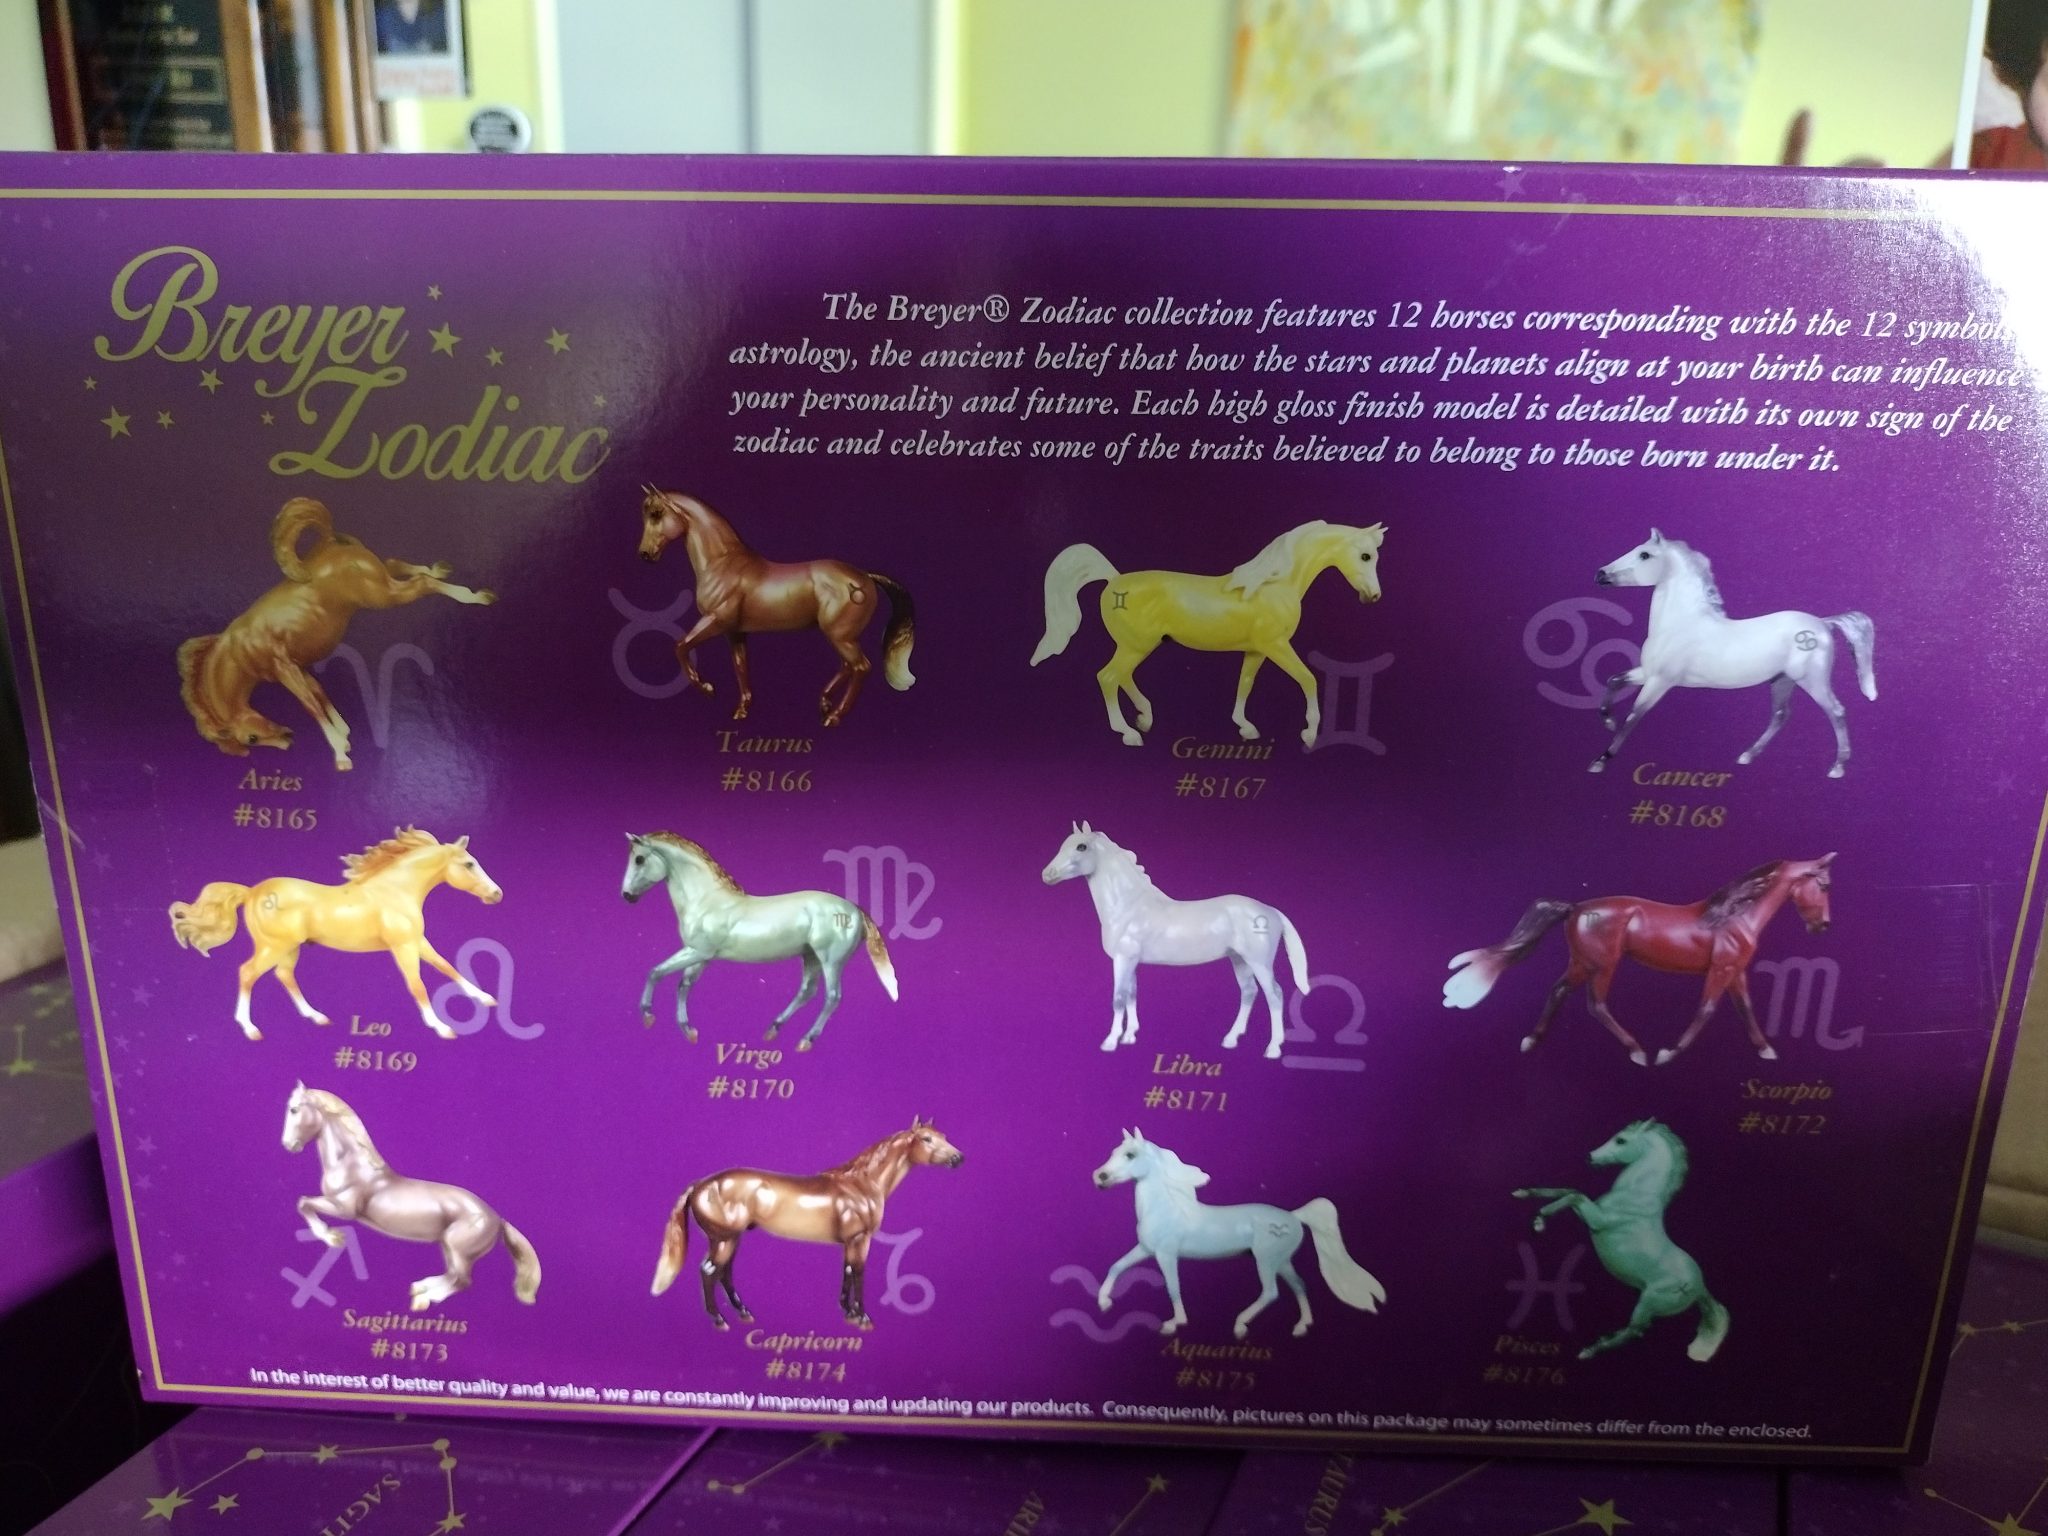 Breyer
Zodiac
The Breyer® Zodiac collection features 12 horses corresponding with the 12
astrology, the ancient belief that how the stars and planets align at your birth can influence
your personality and future. Each high gloss finish model is detailed with its own sign of the
zodiac and celebrates some of the traits believed to belong to those born under it.
Aries
#8165
Taurus
#8166
Gemini
#8167
Cancer
#8168
Leo
#8169
Virgo
#8170
Libra
#8171
Scorpio
#8172
Sagittarius
#8173
Capricorn
#8174
Aquarius
#8175
Pisces
#8176
In the interest of better quality and value, we are constantly improving and updating our products. Consequently, pictures on this package may sometimes differ from the enclosed.
SAGIT
ARI
TAURUS